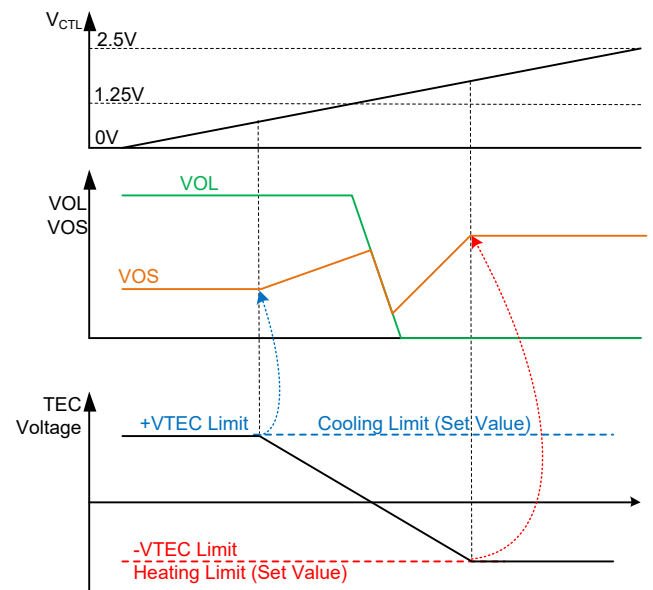 VCTL
2.5V
1.25V
0V
VOL
VOL
VOS
VOS
TEC
Voltage
+VTEC Limit
Cooling Limit (Set Value)
-VTEC Limit
Heating Limit (Set Value)